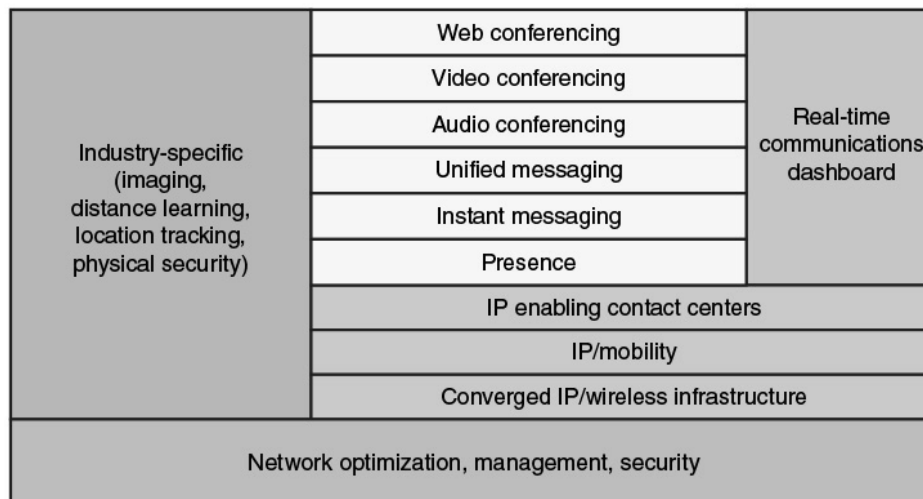 Industry-specific
(imaging,
distance learning,
location tracking,
physical security)
Web conferencing
Video conferencing
Audio conferencing
Unified messaging
Instant messaging
Presence
Real-time
communications
dashboard
IP enabling contact centers
IP/mobility
Converged IP/wireless infrastructure
Network optimization, management, security